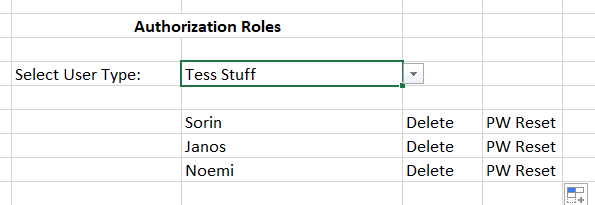 Authorization Roles
Select User Type: Tess Stuff
Sorin Delete PW Reset
Janos Delete PW Reset
Noemi Delete PW Reset